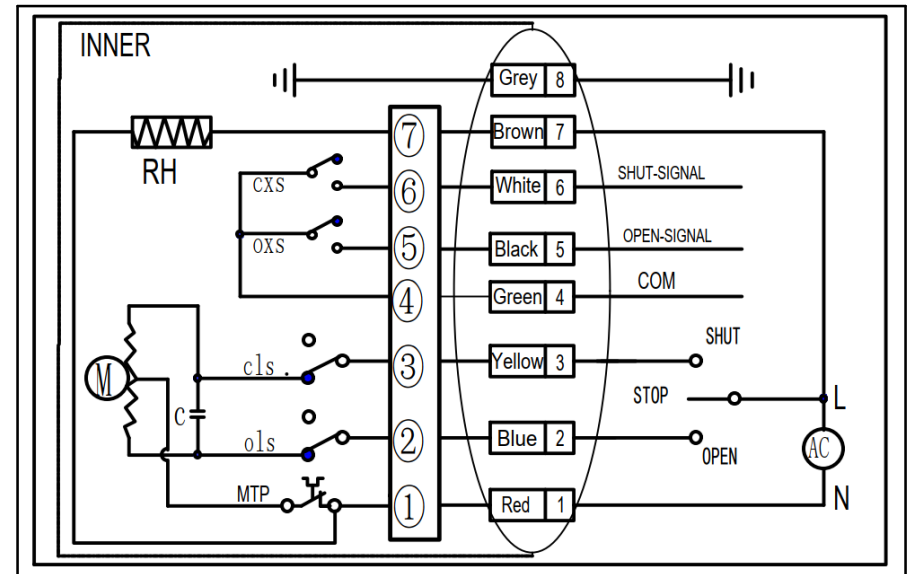 INNER
Grey 8
RH
⑦ Brown 7
CXS ⑥ White 6 SHUT-SIGNAL
OXS ⑤ Black 5 OPEN-SIGNAL
④ Green 4 COM
cls. ③ Yellow 3 SHUT
M
C
STOP L
ols ② Blue 2 OPEN
AC
MTP ① Red 1 N